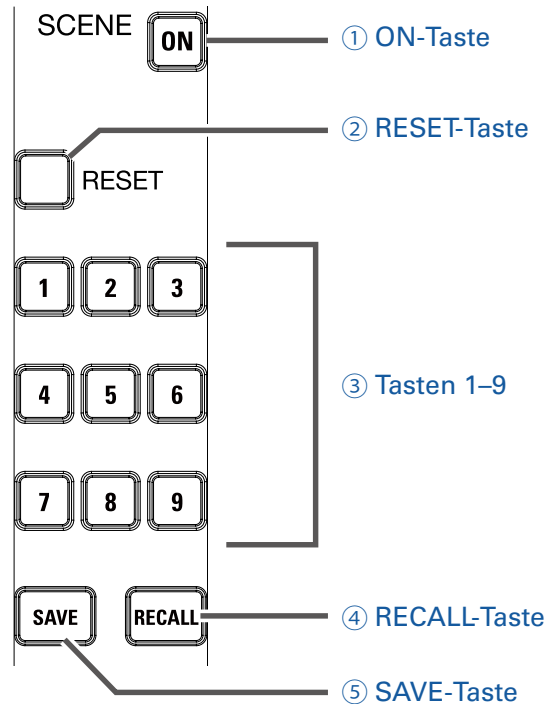 SCENE ON
① ON-Taste
② RESET-Taste
RESET
1 2 3
4 5 6
③ Tasten 1–9
7 8 9
SAVE RECALL
④ RECALL-Taste
⑤ SAVE-Taste